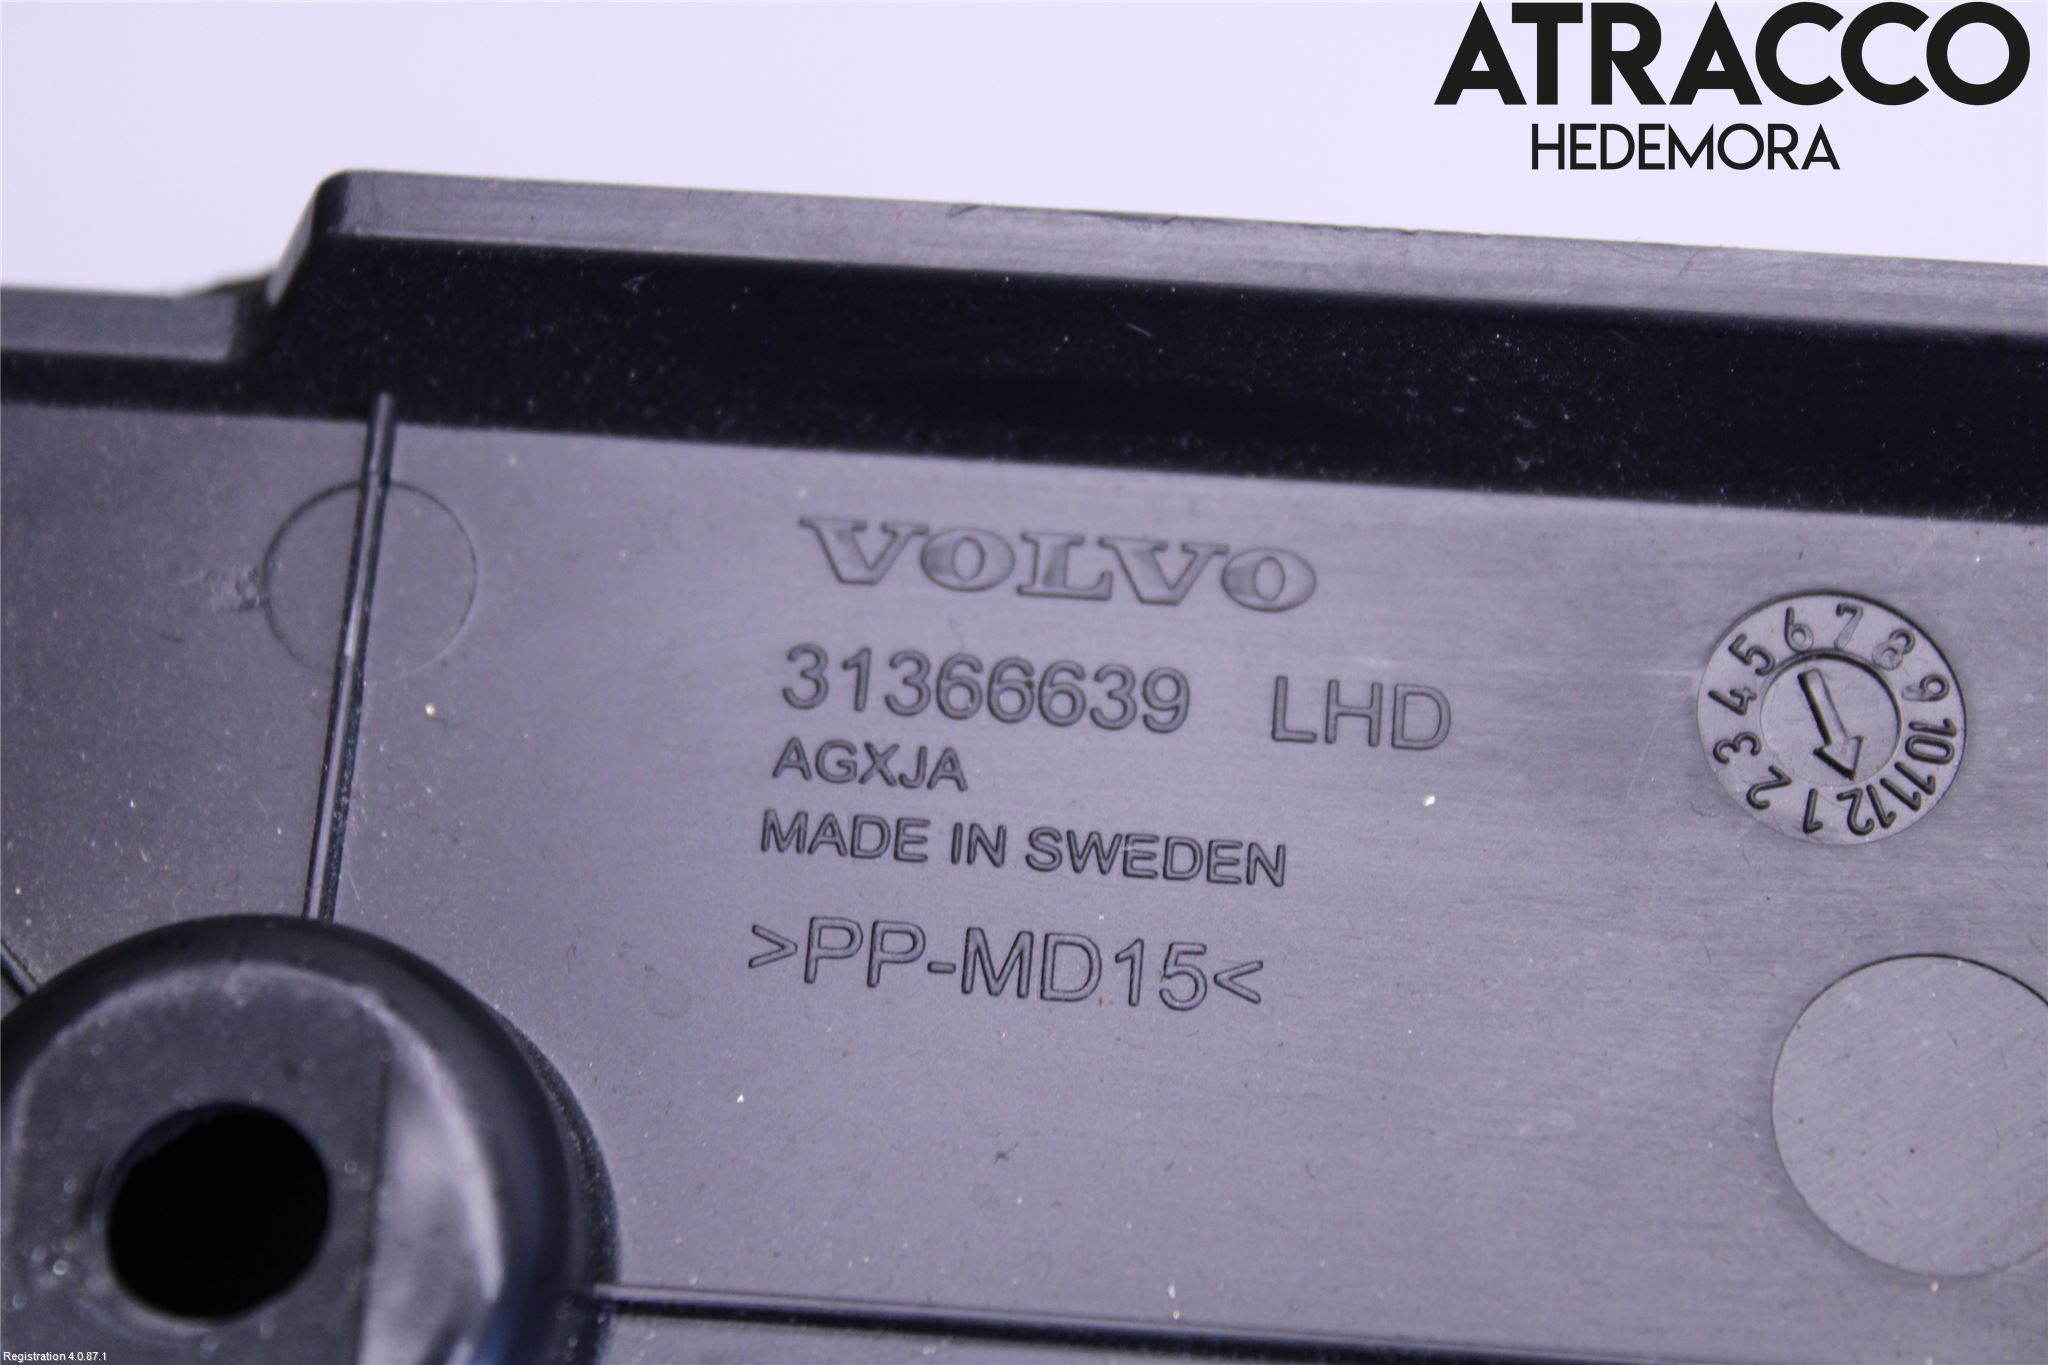 ATRACCO
HEDEMORA
VOLVO
31366639 LHD
AGXJA
MADE IN SWEDEN
>PP-MD15<
1 2 3 4 5 6 7 8 9 10 11 12
Registration 4.0.87.1